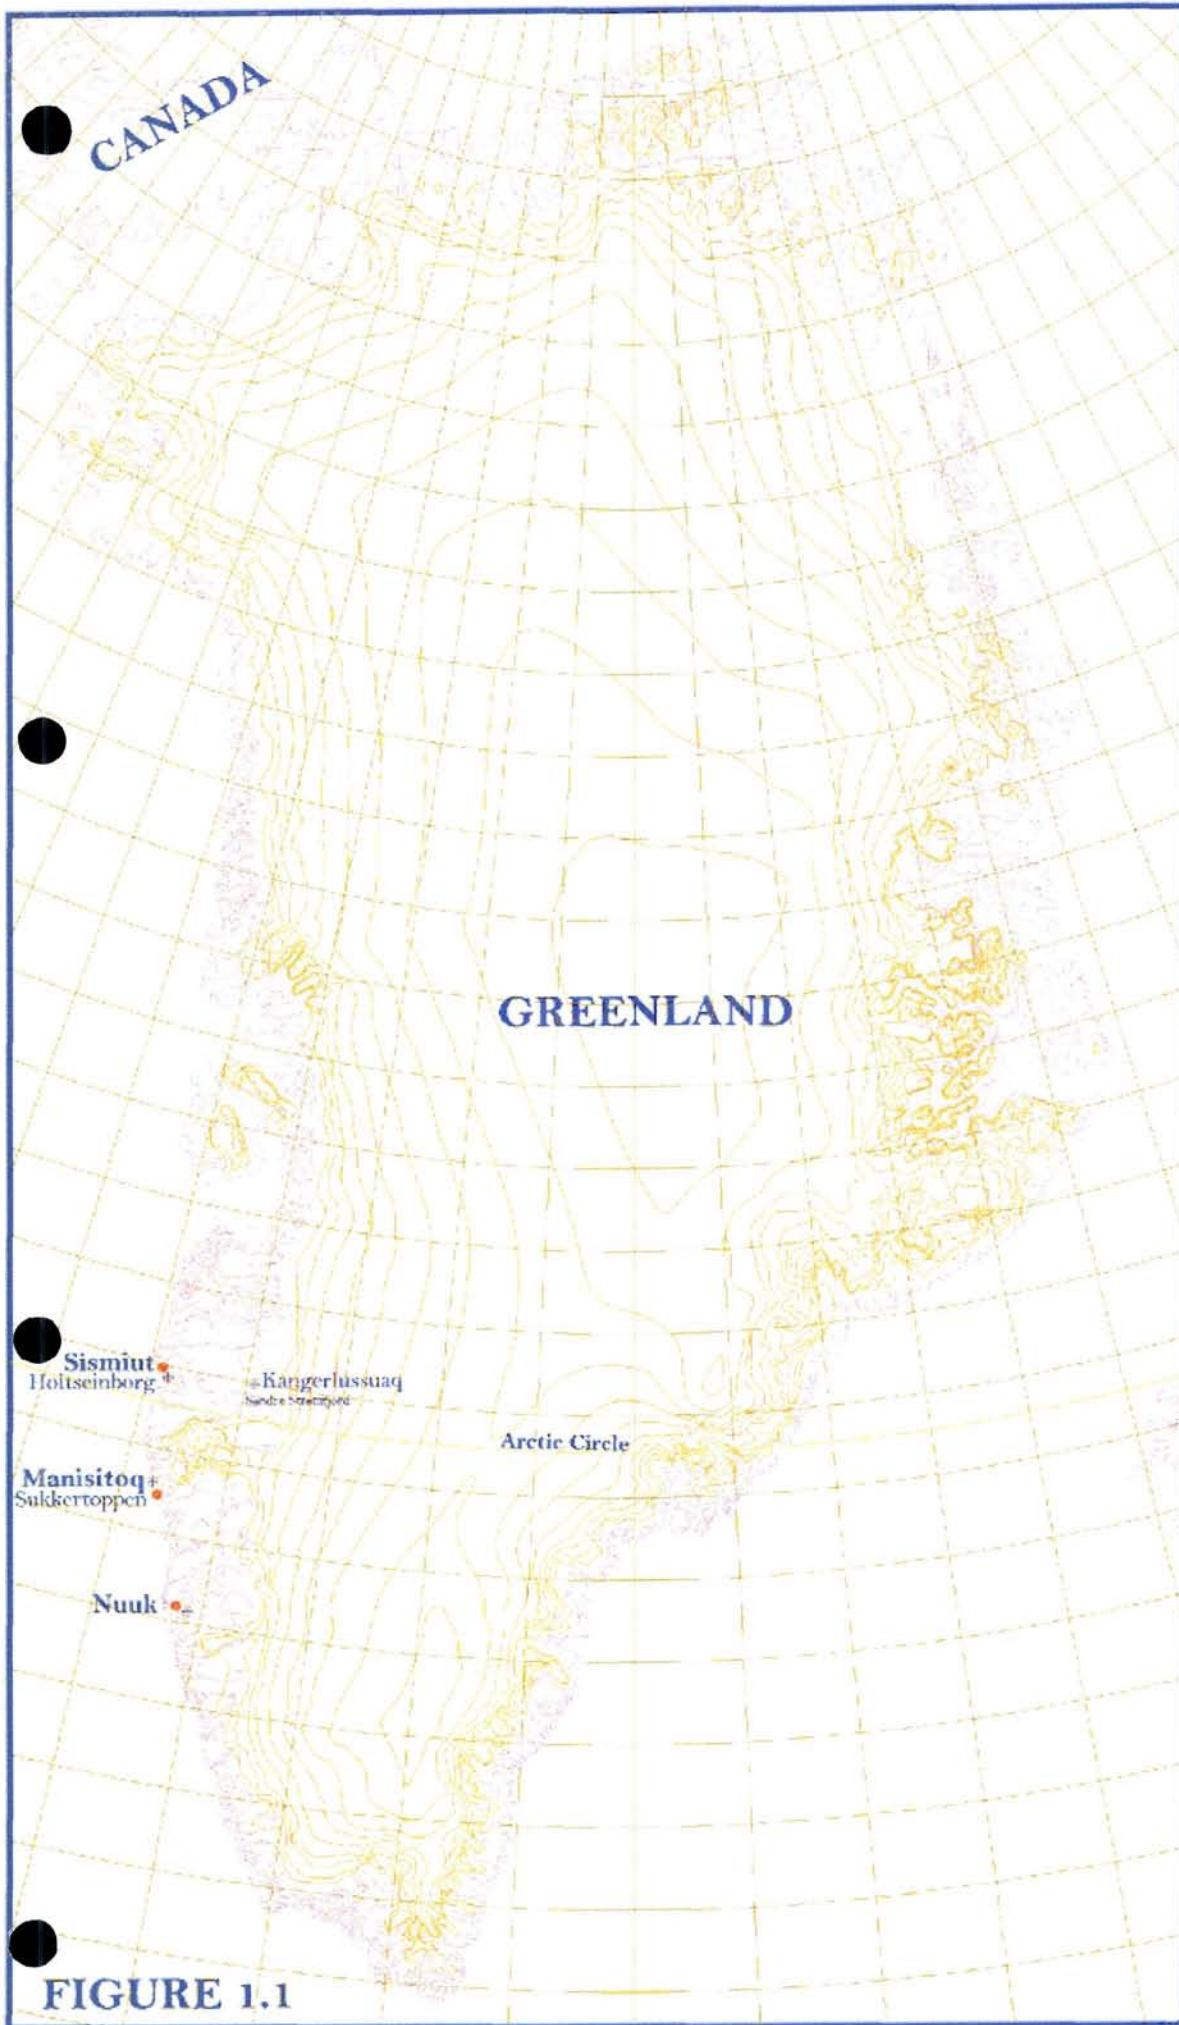 CANADA
GREENLAND
Sismiut
Holtseinborg
Kangerlussuaq
Arctic Circle
Manisitoq
Sukkertoppen
Nuuk
FIGURE 1.1